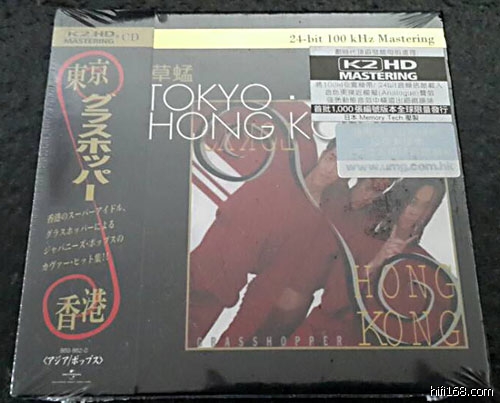 K2 HD
MASTERING +CD
24-bit 100 kHz Mastering
東京
グラスホッパー
香港のスーパーアイドル、
グラスホッパーによる
ジャパニーズ・ポップスの
カヴァー・ヒット集!!
香港
〈アジア/ポップス〉
草蜢
TOKYO
HONG KO
K2 HD
MASTERING
首批1,000張編號版本全球限量發行
日本 Memory Tech 壓製
www.umg.com.hk
HONG
KONG
GRASSHOPPER
hifi168.com